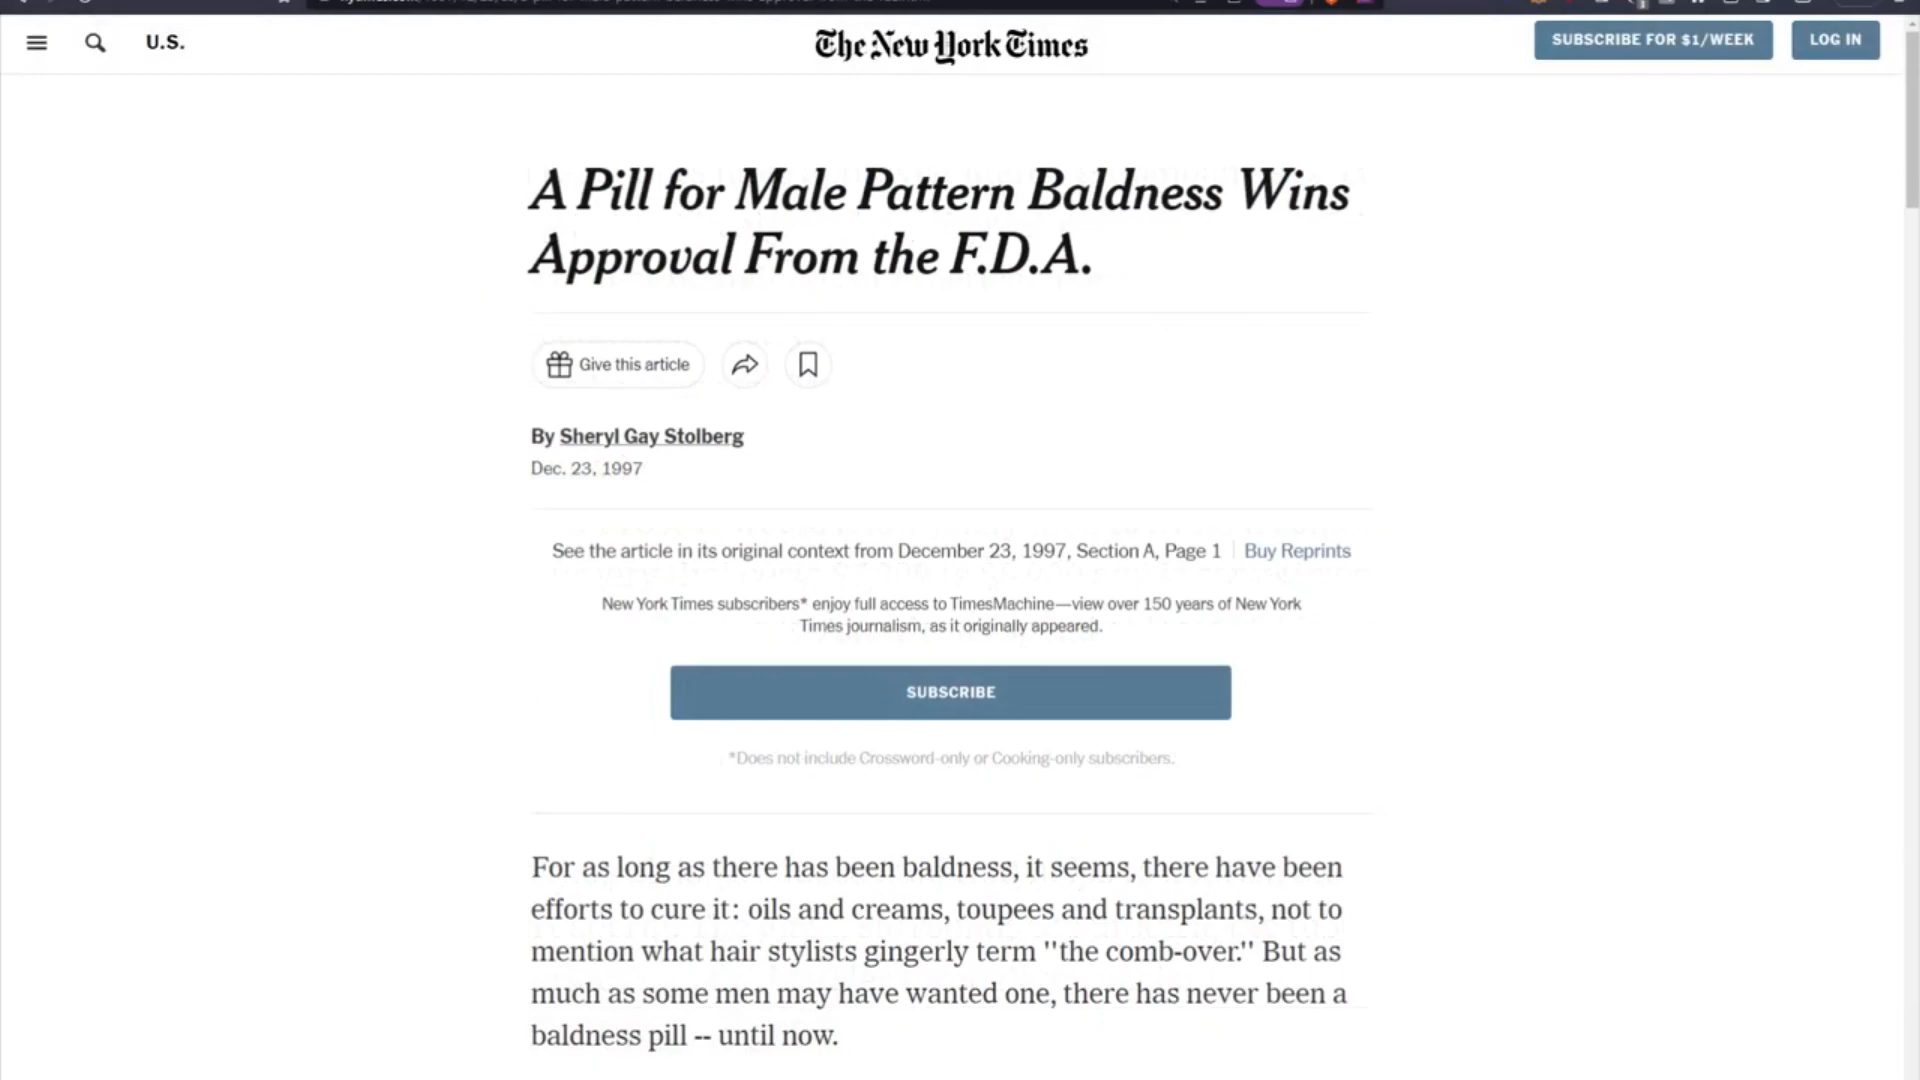 U.S.
The New York Times
SUBSCRIBE FOR $1/WEEK
LOG IN
A Pill for Male Pattern Baldness Wins
Approval From the F.D.A.
Give this article
By Sheryl Gay Stolberg
Dec. 23, 1997
See the article in its original context from December 23, 1997, Section A, Page 1
Buy Reprints
New York Times subscribers* enjoy full access to TimesMachine—view over 150 years of New York
Times journalism, as it originally appeared.
SUBSCRIBE
*Does not include Crossword-only or Cooking-only subscribers.
For as long as there has been baldness, it seems, there have been
efforts to cure it: oils and creams, toupees and transplants, not to
mention what hair stylists gingerly term ''the comb-over.'' But as
much as some men may have wanted one, there has never been a
baldness pill -- until now.